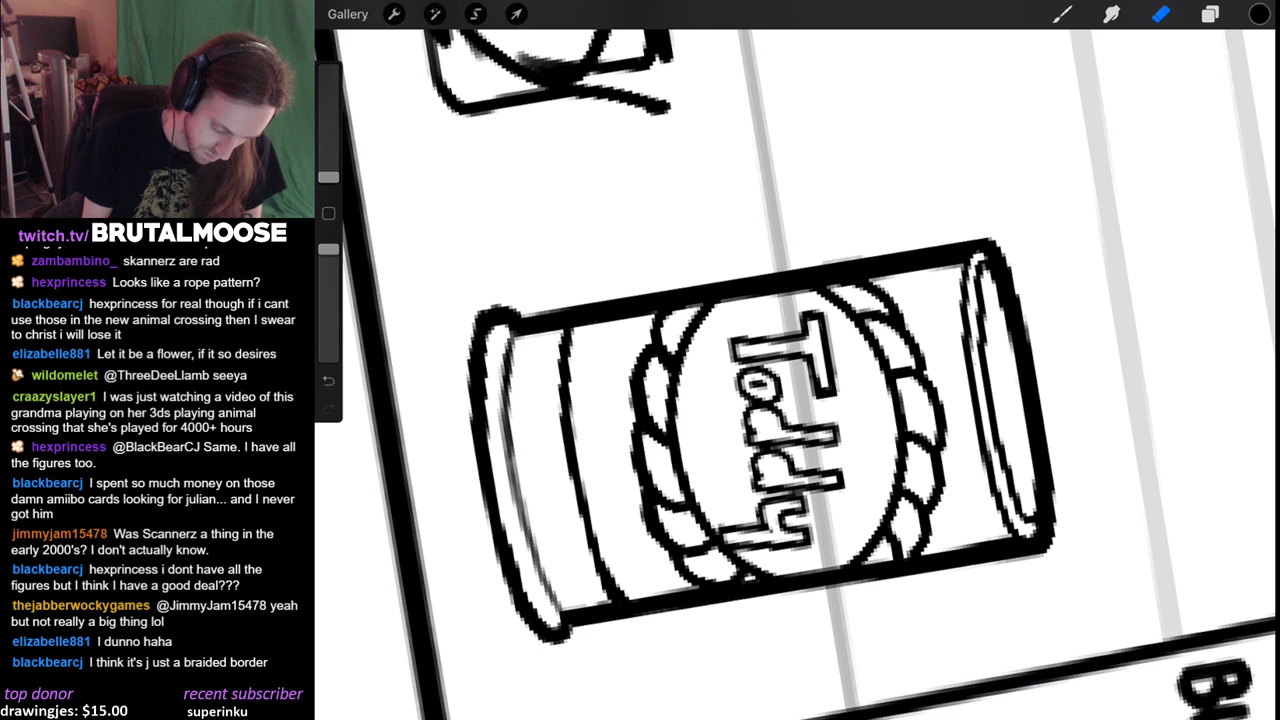 Gallery
twitch.tv/BRUTALMOOSE
zambambino_ skannerz are rad
hexprincess Looks like a rope pattern?
blackbearcj hexprincess for real though if i cant
use those in the new animal crossing then I swear
to christ i will lose it
elizabelle881 Let it be a flower, if it so desires
wildomelet @ThreeDeeLlamb seeya
craazyslayer1 I was just watching a video of this
grandma playing on her 3ds playing animal
crossing that she's played for 4000+ hours
hexprincess @BlackBearCJ Same. I have all
the figures too.
blackbearcj I spent so much money on those
damn amiibo cards looking for julian... and I never
got him
jimmyjam15478 Was Scannerz a thing in the
early 2000's? I don't actually know.
blackbearcj hexprincess i dont have all the
figures but I think I have a good deal???
thejabberwockygames @JimmyJam15478 yeah
but not really a big thing lol
elizabelle881 I dunno haha
blackbearcj I think it's j ust a braided border
top donor
drawingjes: $15.00
recent subscriber
superinku
Teddy